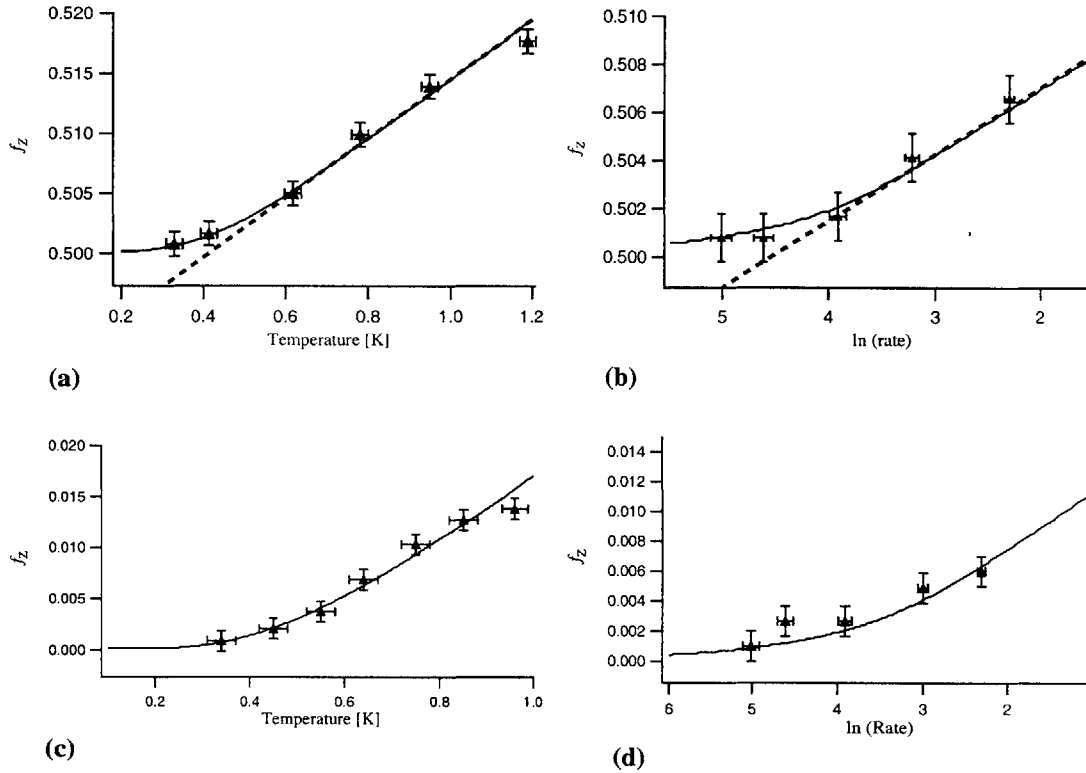 0.520
0.515
0.510
0.505
0.500
f_z
0.2 0.4 0.6 0.8 1.0 1.2
Temperature [K]
(a)
0.510
0.508
0.506
0.504
0.502
0.500
f_z
5 4 3 2
ln (rate)
(b)
0.020
0.015
0.010
0.005
0.000
f_z
0.2 0.4 0.6 0.8 1.0
Temperature [K]
(c)
0.014
0.012
0.010
0.008
0.006
0.004
0.002
0.000
f_z
6 5 4 3 2
ln (Rate)
(d)